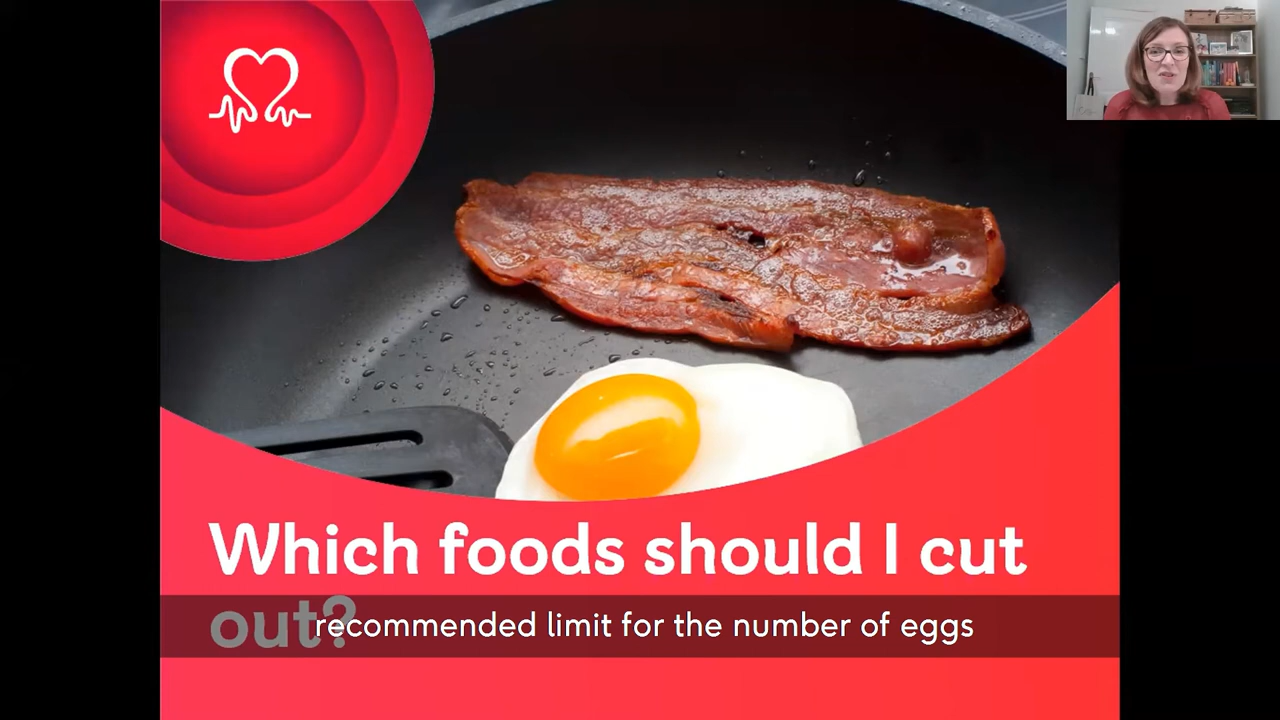 Which foods should I cut
out?
recommended limit for the number of eggs